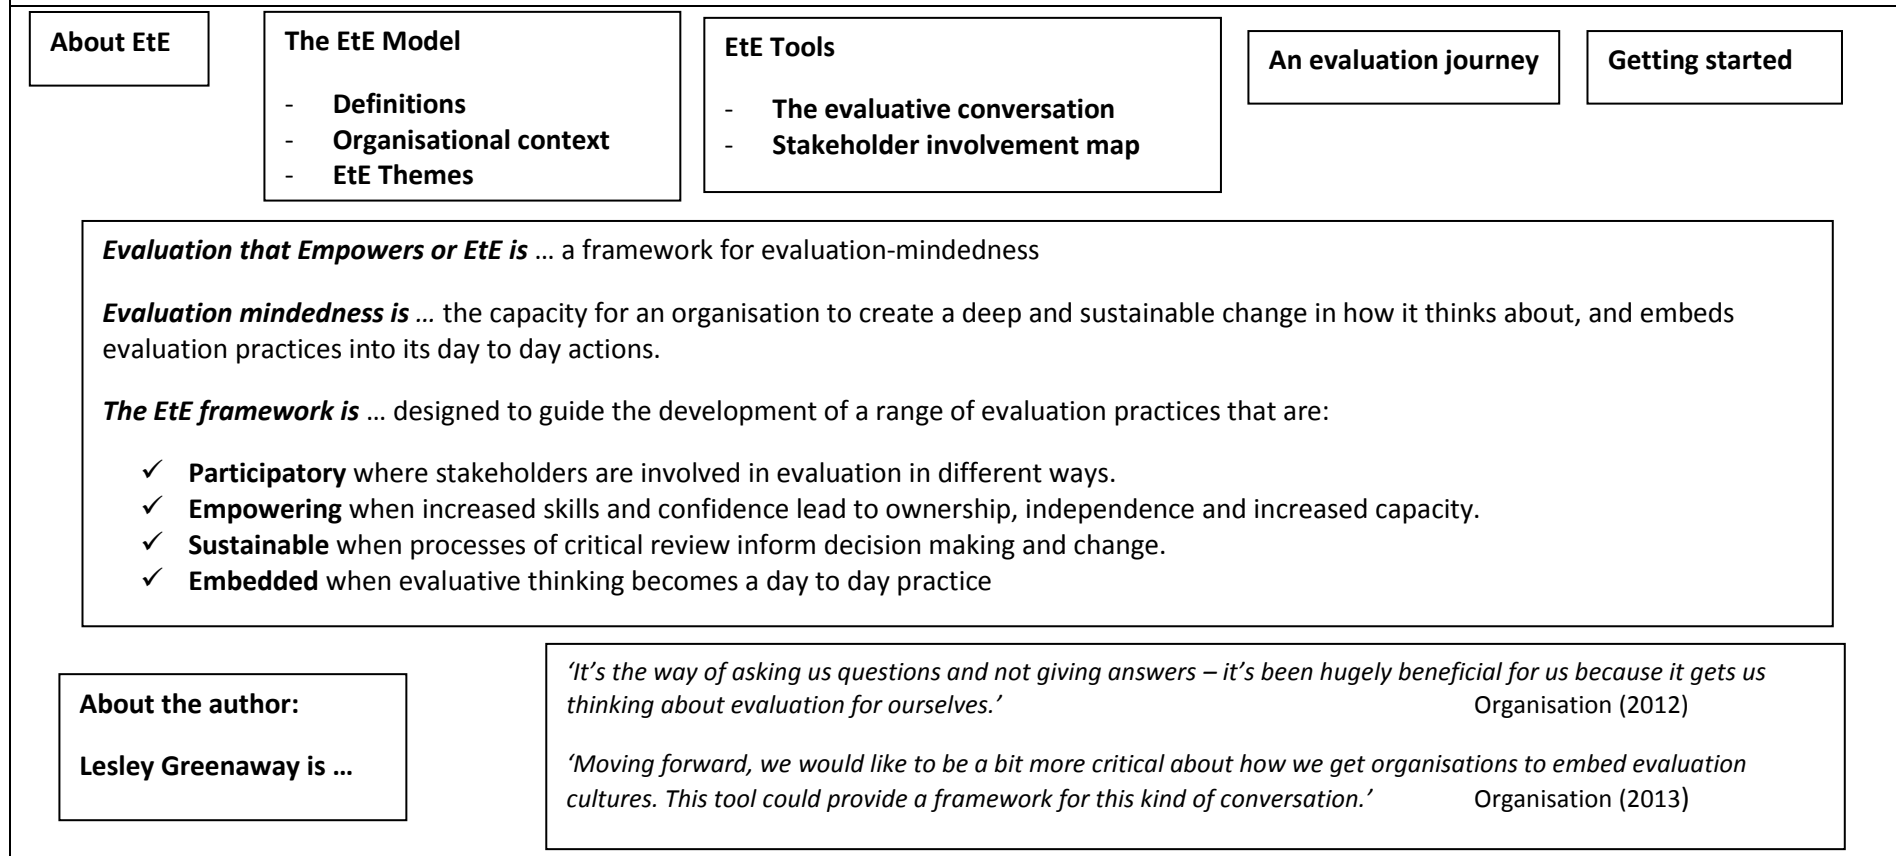 About EtE
The EtE Model
- Definitions
- Organisational context
- EtE Themes
EtE Tools
- The evaluative conversation
- Stakeholder involvement map
An evaluation journey
Getting started
Evaluation that Empowers or EtE is … a framework for evaluation-mindedness
Evaluation mindedness is … the capacity for an organisation to create a deep and sustainable change in how it thinks about, and embeds
evaluation practices into its day to day actions.
The EtE framework is … designed to guide the development of a range of evaluation practices that are:
✓ Participatory where stakeholders are involved in evaluation in different ways.
✓ Empowering when increased skills and confidence lead to ownership, independence and increased capacity.
✓ Sustainable when processes of critical review inform decision making and change.
✓ Embedded when evaluative thinking becomes a day to day practice
About the author:
Lesley Greenaway is …
‘It’s the way of asking us questions and not giving answers – it’s been hugely beneficial for us because it gets us
thinking about evaluation for ourselves.’ Organisation (2012)
‘Moving forward, we would like to be a bit more critical about how we get organisations to embed evaluation
cultures. This tool could provide a framework for this kind of conversation.’ Organisation (2013)